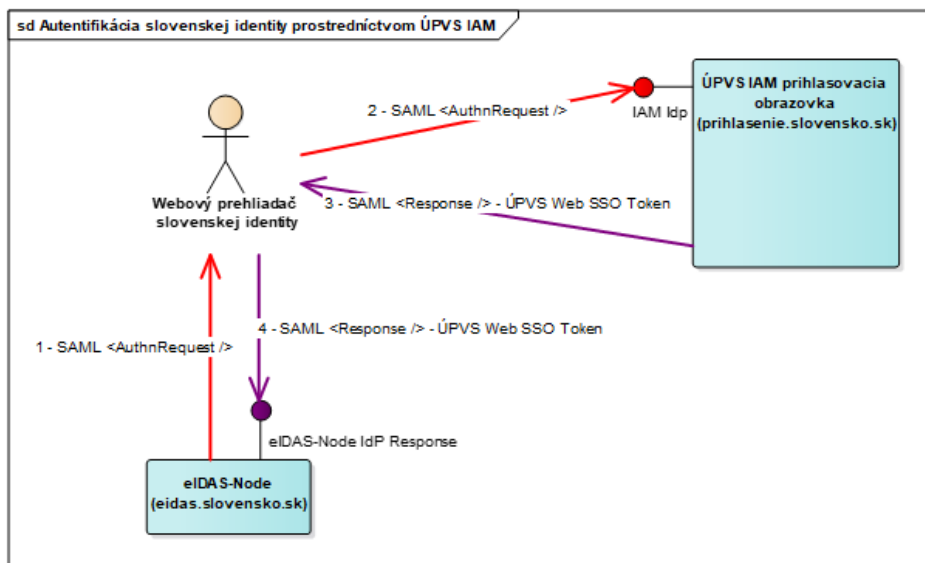 sd Autentifikácia slovenskej identity prostredníctvom ÚPVS IAM
ÚPVS IAM prihlasovacia
obrazovka
(prihlasenie.slovensko.sk)
2 - SAML <AuthnRequest />
IAM Idp
Webový prehliadač
slovenskej identity
3 - SAML <Response /> - ÚPVS Web SSO Token
4 - SAML <Response /> - ÚPVS Web SSO Token
1 - SAML <AuthnRequest />
eIDAS-Node IdP Response
eIDAS-Node
(eidas.slovensko.sk)